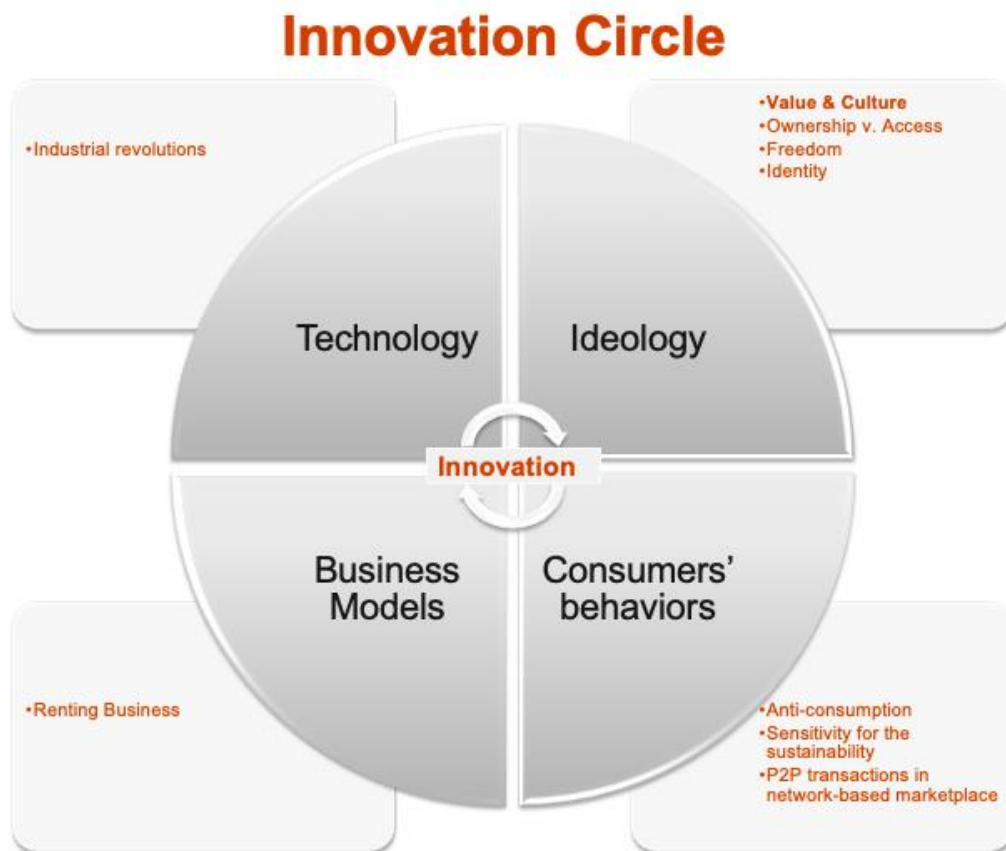 Innovation Circle
•Industrial revolutions
•Value & Culture
•Ownership v. Access
•Freedom
•Identity
Technology
Ideology
Innovation
Business
Models
Consumers’
behaviors
•Renting Business
•Anti-consumption
•Sensitivity for the
sustainability
•P2P transactions in
network-based marketplace